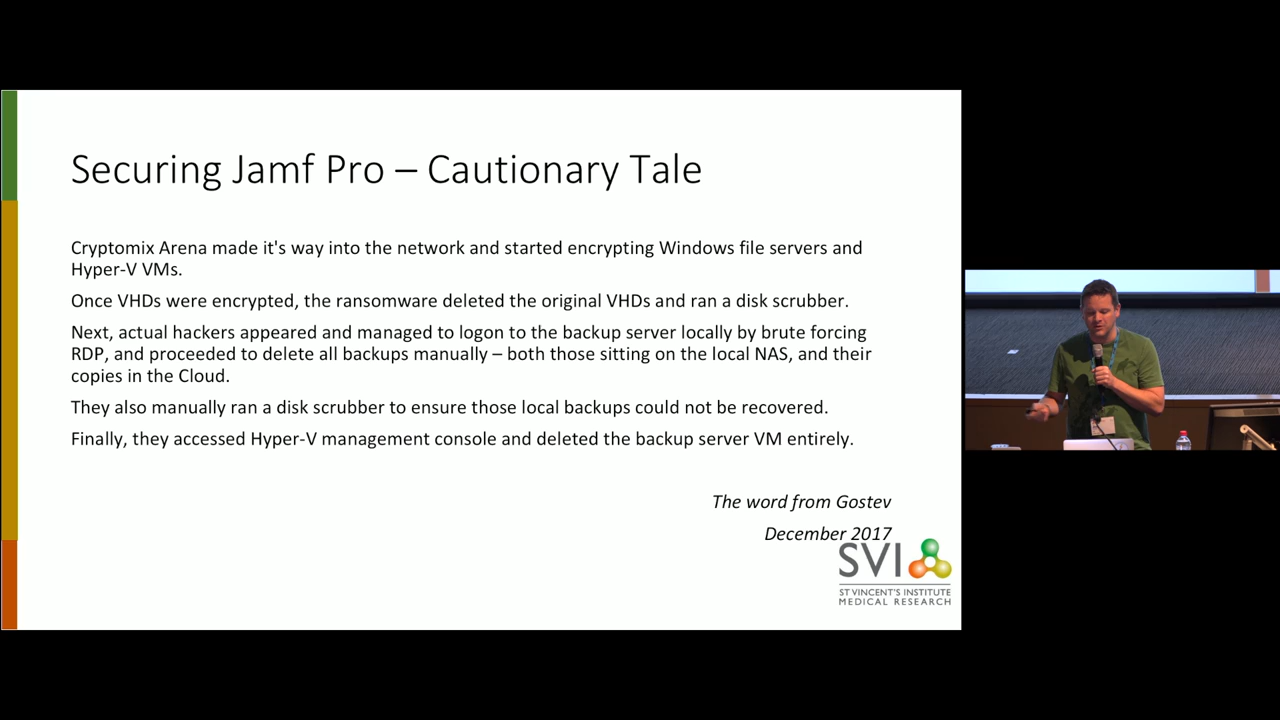 Securing Jamf Pro – Cautionary Tale
Cryptomix Arena made it's way into the network and started encrypting Windows file servers and
Hyper-V VMs.
Once VHDs were encrypted, the ransomware deleted the original VHDs and ran a disk scrubber.
Next, actual hackers appeared and managed to logon to the backup server locally by brute forcing
RDP, and proceeded to delete all backups manually – both those sitting on the local NAS, and their
copies in the Cloud.
They also manually ran a disk scrubber to ensure those local backups could not be recovered.
Finally, they accessed Hyper-V management console and deleted the backup server VM entirely.
The word from Gostev
December 2017
SVI
ST VINCENT'S INSTITUTE
MEDICAL RESEARCH